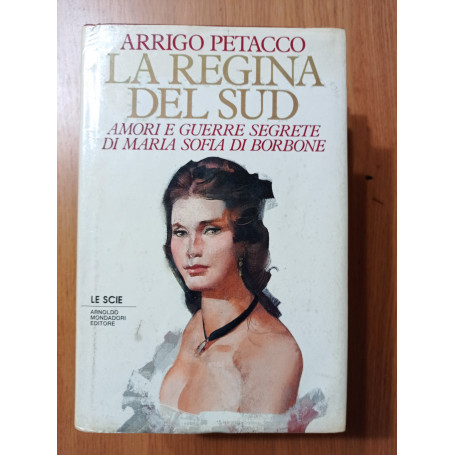 ARRIGO PETACCO
LA REGINA
DEL SUD
AMORI E GUERRE SEGRETE
DI MARIA SOFIA DI BORBONE
LE SCIE
ARNOLDO
MONDADORI
EDITORE